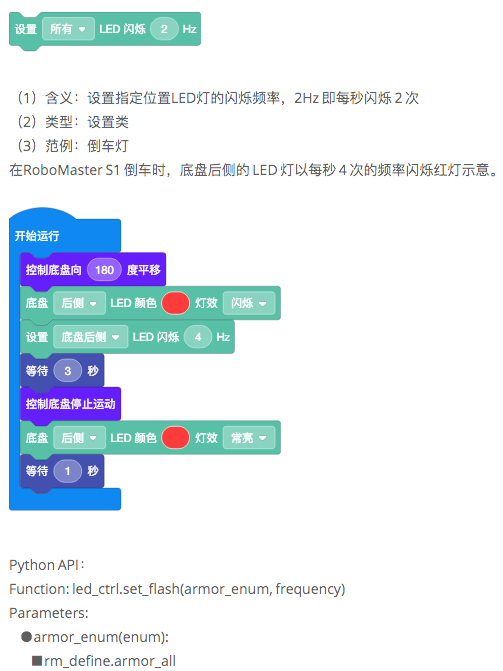 设置 所有 LED 闪烁 2 Hz
（1）含义：设置指定位置LED灯的闪烁频率，2Hz 即每秒闪烁 2 次
（2）类型：设置类
（3）范例：倒车灯
在RoboMaster S1 倒车时，底盘后侧的 LED 灯以每秒 4 次的频率闪烁红灯示意。
开始运行
控制底盘向 180 度平移
底盘 后侧 LED 颜色 灯效 闪烁
设置 底盘后侧 LED 闪烁 4 Hz
等待 3 秒
控制底盘停止运动
底盘 后侧 LED 颜色 灯效 常亮
等待 1 秒
Python API：
Function: led_ctrl.set_flash(armor_enum, frequency)
Parameters:
●armor_enum(enum):
■rm_define.armor_all